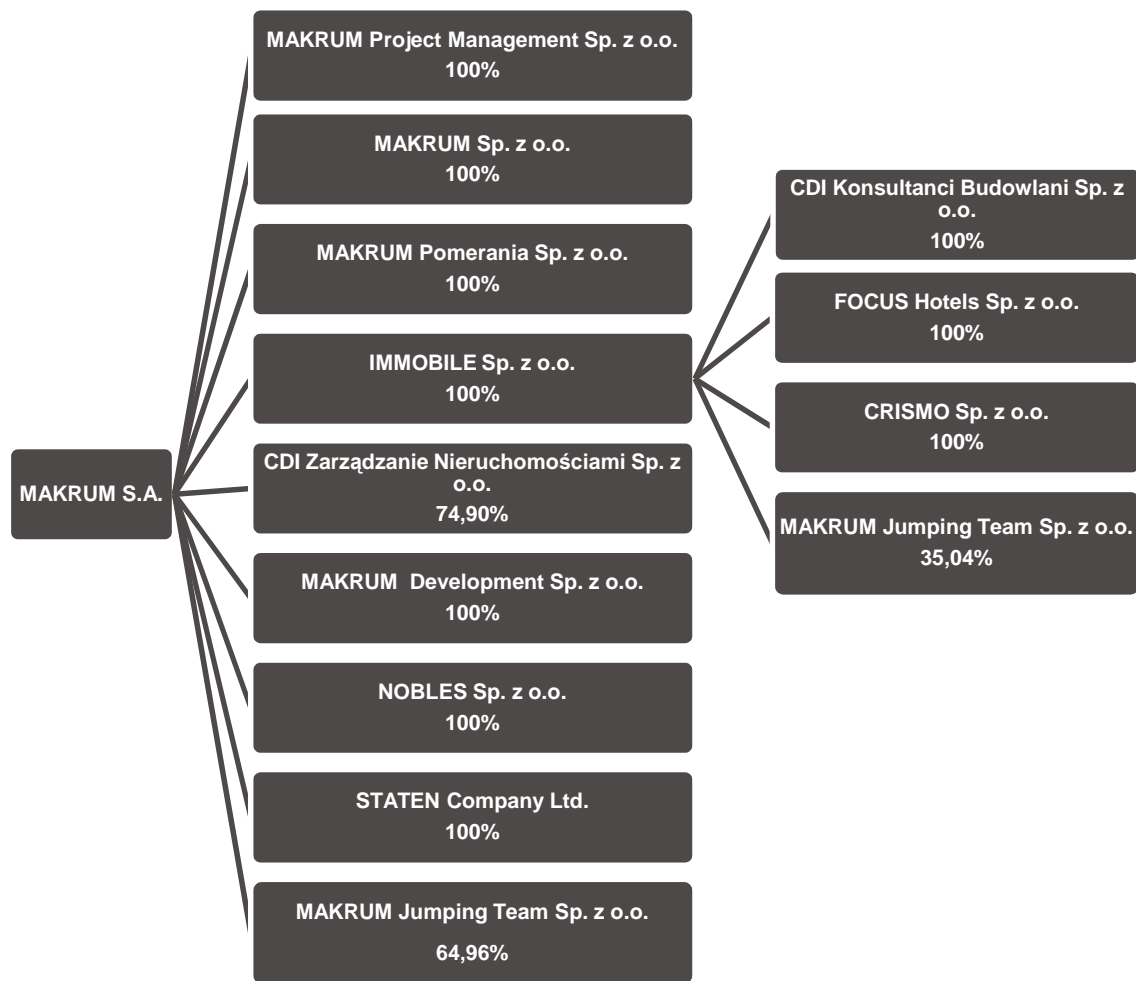 MAKRUM S.A.
MAKRUM Project Management Sp. z o.o.
100%
MAKRUM Sp. z o.o.
100%
MAKRUM Pomerania Sp. z o.o.
100%
IMMOBILE Sp. z o.o.
100%
CDI Zarządzanie Nieruchomościami Sp. z
o.o.
74,90%
MAKRUM  Development Sp. z o.o.
100%
NOBLES Sp. z o.o.
100%
STATEN Company Ltd.
100%
MAKRUM Jumping Team Sp. z o.o.
64,96%
CDI Konsultanci Budowlani Sp. z
o.o.
100%
FOCUS Hotels Sp. z o.o.
100%
CRISMO Sp. z o.o.
100%
MAKRUM Jumping Team Sp. z o.o.
35,04%